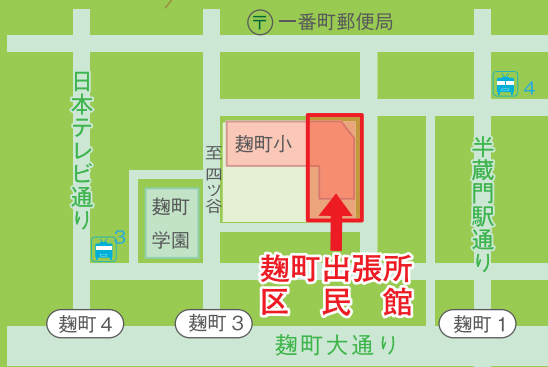 〒一番町郵便局
4
日本テレビ通り
麹町小
至四ツ谷
半蔵門駅通り
麹町
学園
3
麹町出張所
区民館
麹町4
麹町3
麹町1
麹町大通り